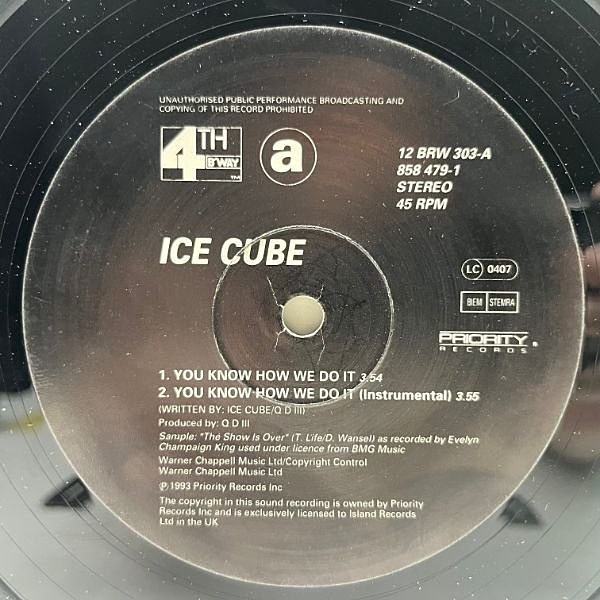 UNAUTHORISED PUBLIC PERFORMANCE BROADCASTING AND
COPYING OF THIS RECORD PROHIBITED
4TH
B'WAY
TM
a
12 BRW 303-A
858 479-1
STEREO
45 RPM
ICE CUBE
LC 0407
BEM STEMRA
PRIORITY
RECORDS
1. YOU KNOW HOW WE DO IT 3.54
2. YOU KNOW HOW WE DO IT (Instrumental) 3.55
(WRITTEN BY: ICE CUBE/Q D III)
Produced by: Q D III
Sample: "The Show Is Over" (T. Life/D. Wansel) as recorded by Evelyn
Champaign King used under licence from BMG Music
Warner Chappell Music Ltd/Copyright Control
Warner Chappell Music Ltd
℗ 1993 Priority Records Inc
The copyright in this sound recording is owned by Priority
Records Inc and is exclusively licensed to Island Records
Ltd in the UK